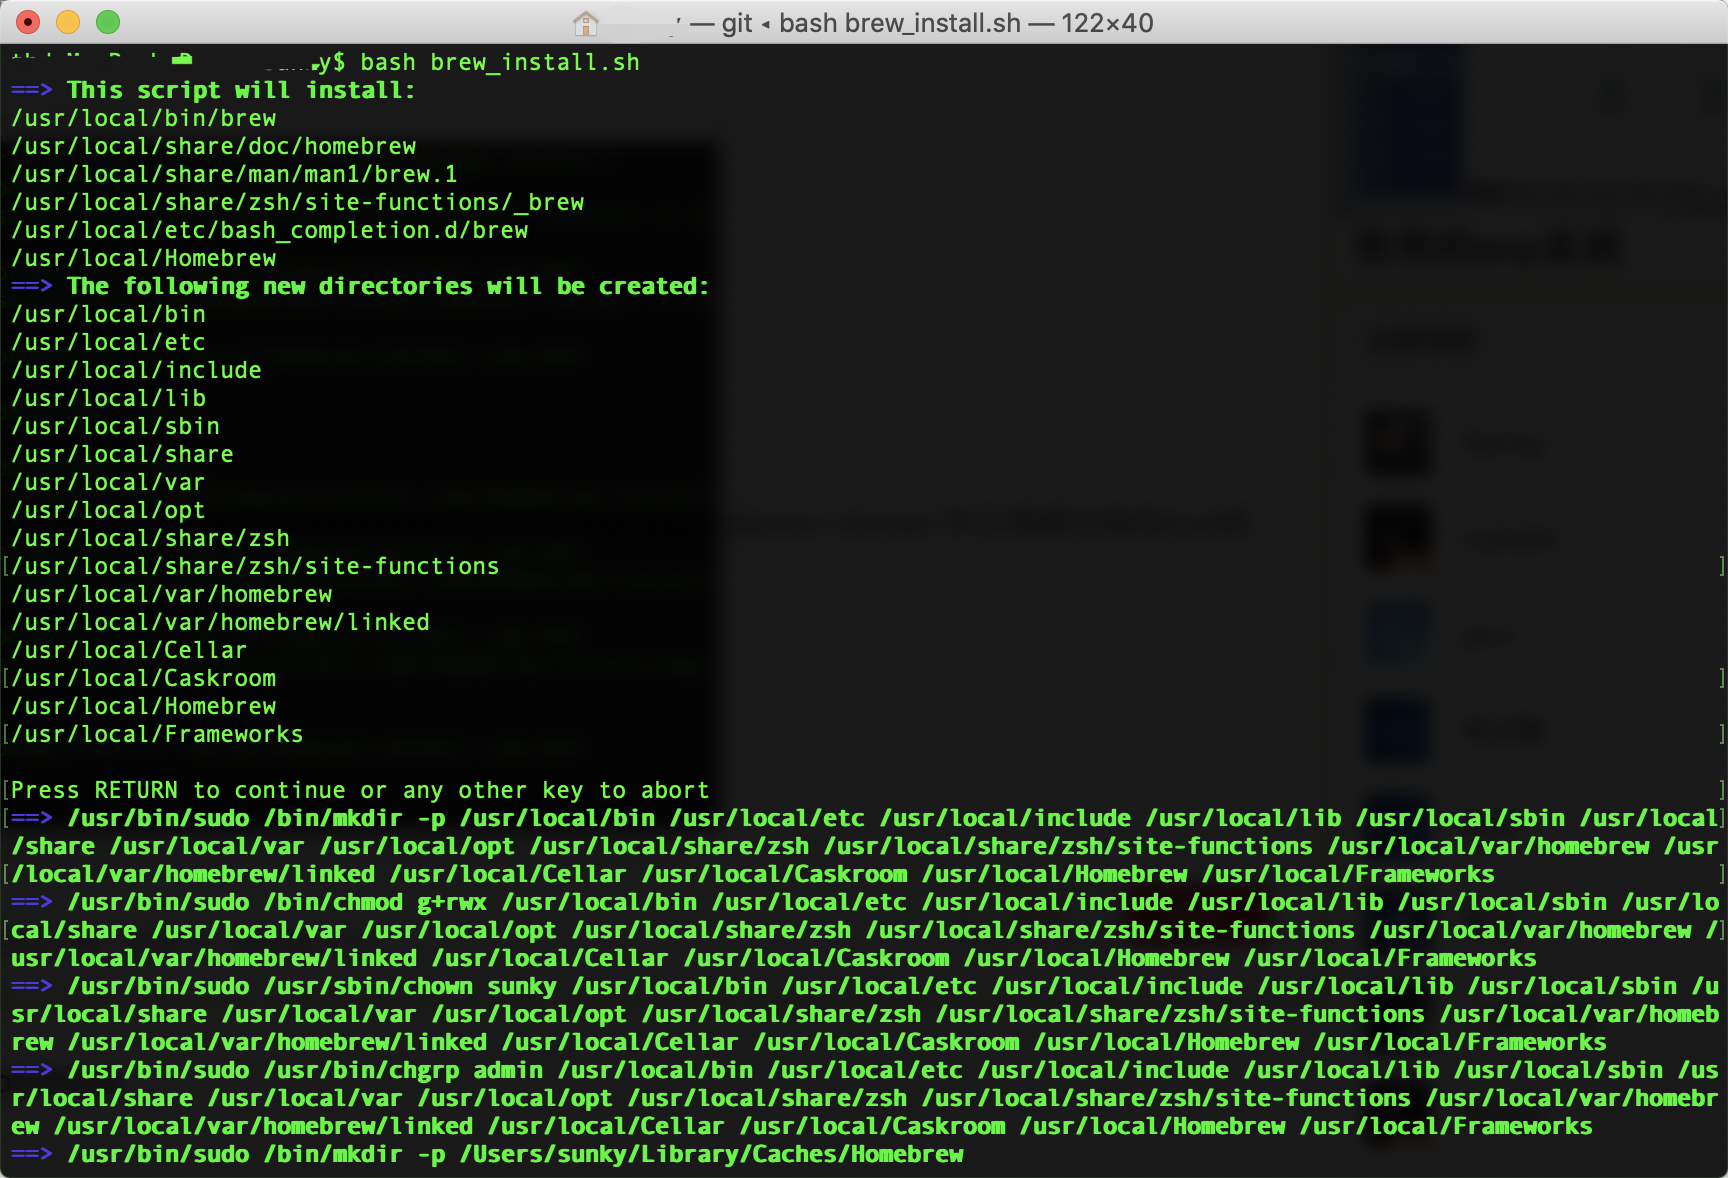 — git ◂ bash brew_install.sh — 122×40
y$ bash brew_install.sh
==> This script will install:
/usr/local/bin/brew
/usr/local/share/doc/homebrew
/usr/local/share/man/man1/brew.1
/usr/local/share/zsh/site-functions/_brew
/usr/local/etc/bash_completion.d/brew
/usr/local/Homebrew
==> The following new directories will be created:
/usr/local/bin
/usr/local/etc
/usr/local/include
/usr/local/lib
/usr/local/sbin
/usr/local/share
/usr/local/var
/usr/local/opt
/usr/local/share/zsh
[/usr/local/share/zsh/site-functions ]
/usr/local/var/homebrew
/usr/local/var/homebrew/linked
/usr/local/Cellar
[/usr/local/Caskroom ]
/usr/local/Homebrew
[/usr/local/Frameworks ]
[Press RETURN to continue or any other key to abort ]
[==> /usr/bin/sudo /bin/mkdir -p /usr/local/bin /usr/local/etc /usr/local/include /usr/local/lib /usr/local/sbin /usr/local]
/share /usr/local/var /usr/local/opt /usr/local/share/zsh /usr/local/share/zsh/site-functions /usr/local/var/homebrew /usr
[/local/var/homebrew/linked /usr/local/Cellar /usr/local/Caskroom /usr/local/Homebrew /usr/local/Frameworks ]
==> /usr/bin/sudo /bin/chmod g+rwx /usr/local/bin /usr/local/etc /usr/local/include /usr/local/lib /usr/local/sbin /usr/lo
[cal/share /usr/local/var /usr/local/opt /usr/local/share/zsh /usr/local/share/zsh/site-functions /usr/local/var/homebrew /]
usr/local/var/homebrew/linked /usr/local/Cellar /usr/local/Caskroom /usr/local/Homebrew /usr/local/Frameworks
==> /usr/bin/sudo /usr/sbin/chown sunky /usr/local/bin /usr/local/etc /usr/local/include /usr/local/lib /usr/local/sbin /u
sr/local/share /usr/local/var /usr/local/opt /usr/local/share/zsh /usr/local/share/zsh/site-functions /usr/local/var/homeb
rew /usr/local/var/homebrew/linked /usr/local/Cellar /usr/local/Caskroom /usr/local/Homebrew /usr/local/Frameworks
==> /usr/bin/sudo /usr/bin/chgrp admin /usr/local/bin /usr/local/etc /usr/local/include /usr/local/lib /usr/local/sbin /us
r/local/share /usr/local/var /usr/local/opt /usr/local/share/zsh /usr/local/share/zsh/site-functions /usr/local/var/homebr
ew /usr/local/var/homebrew/linked /usr/local/Cellar /usr/local/Caskroom /usr/local/Homebrew /usr/local/Frameworks
==> /usr/bin/sudo /bin/mkdir -p /Users/sunky/Library/Caches/Homebrew